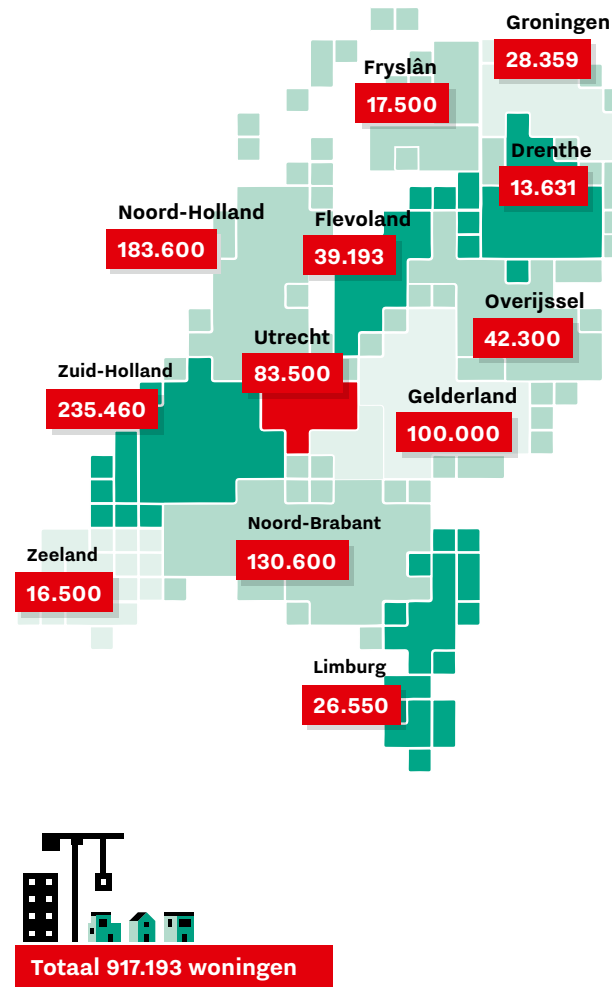 Groningen
28.359
Fryslân
17.500
Drenthe
13.631
Noord-Holland
183.600
Flevoland
39.193
Overijssel
42.300
Utrecht
83.500
Zuid-Holland
235.460
Gelderland
100.000
Noord-Brabant
130.600
Zeeland
16.500
Limburg
26.550
Totaal 917.193 woningen